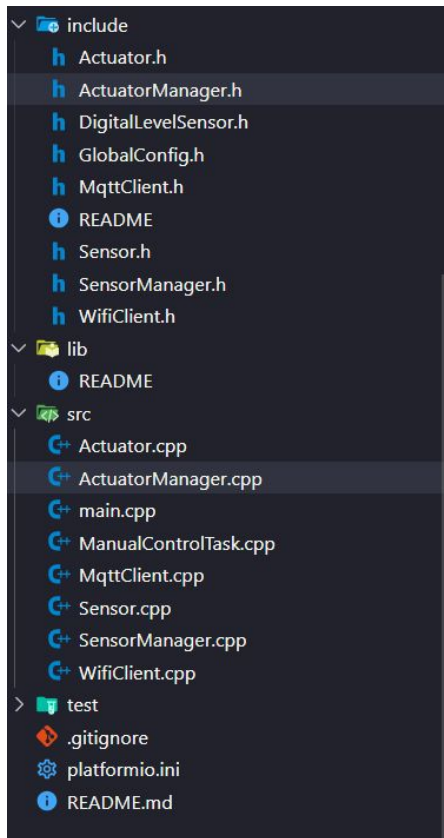 include
Actuator.h
ActuatorManager.h
DigitalLevelSensor.h
GlobalConfig.h
MqttClient.h
README
Sensor.h
SensorManager.h
WifiClient.h
lib
README
src
Actuator.cpp
ActuatorManager.cpp
main.cpp
ManualControlTask.cpp
MqttClient.cpp
Sensor.cpp
SensorManager.cpp
WifiClient.cpp
test
.gitignore
platformio.ini
README.md